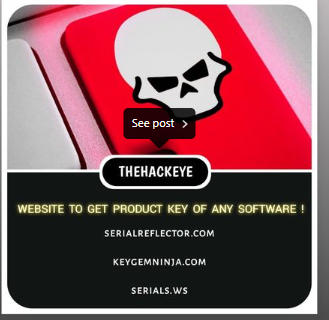 See post >
THEHACKEYE
WEBSITE TO GET PRODUCT KEY OF ANY SOFTWARE !
SERIALREFLECTOR.COM
KEYGEMNINJA.COM
SERIALS.WS